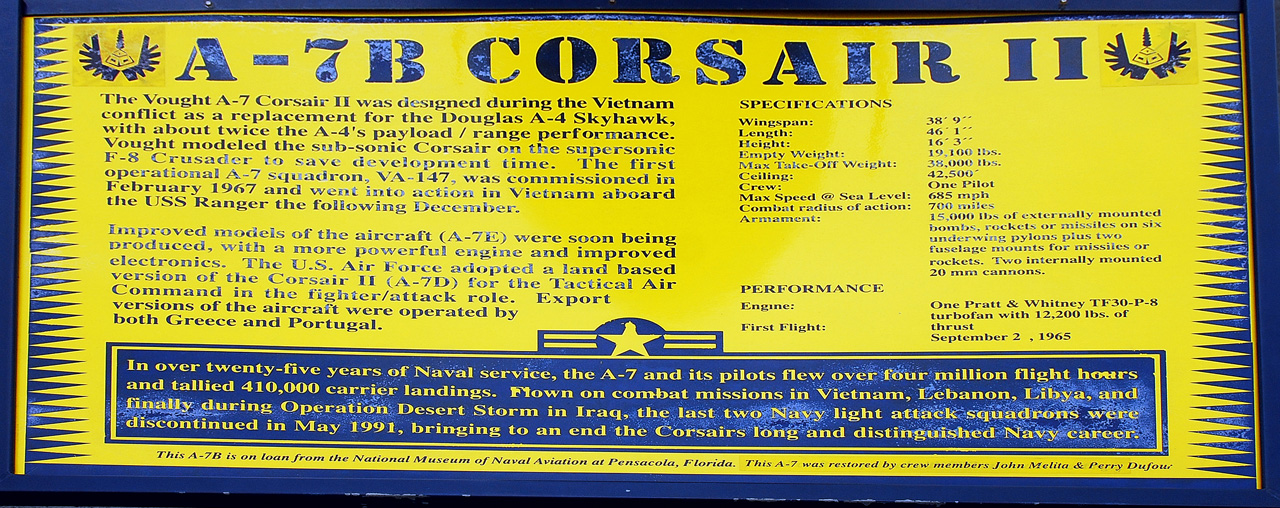 A-7B CORSAIR II
The Vought A-7 Corsair II was designed during the Vietnam
conflict as a replacement for the Douglas A-4 Skyhawk,
with about twice the A-4's payload / range performance.
Vought modeled the sub-sonic Corsair on the supersonic
F-8 Crusader to save development time. The first
operational A-7 squadron, VA-147, was commissioned in
February 1967 and went into action in Vietnam aboard
the USS Ranger the following December.
Improved models of the aircraft (A-7E) were soon being
produced, with a more powerful engine and improved
electronics. The U.S. Air Force adopted a land based
version of the Corsair II (A-7D) for the Tactical Air
Command in the fighter/attack role. Export
versions of the aircraft were operated by
both Greece and Portugal.
SPECIFICATIONS
Wingspan: 38´ 9´´
Length: 46´ 1´´
Height: 16´ 3´´
Empty Weight: 19,100 lbs.
Max Take-Off Weight: 38,000 lbs.
Ceiling: 42,500´
Crew: One Pilot
Max Speed @ Sea Level: 685 mph
Combat radius of action: 700 miles
Armament: 15,000 lbs of externally mounted
bombs, rockets or missiles on six
underwing pylons plus two
fuselage mounts for missiles or
rockets. Two internally mounted
20 mm cannons.
PERFORMANCE
Engine: One Pratt & Whitney TF30-P-8
turbofan with 12,200 lbs. of
thrust
First Flight: September 2 , 1965
In over twenty-five years of Naval service, the A-7 and its pilots flew over four million flight hours
and tallied 410,000 carrier landings. Flown on combat missions in Vietnam, Lebanon, Libya, and
finally during Operation Desert Storm in Iraq, the last two Navy light attack squadrons were
discontinued in May 1991, bringing to an end the Corsairs long and distinguished Navy career.
This A-7B is on loan from the National Museum of Naval Aviation at Pensacola, Florida. This A-7 was restored by crew members John Melita & Perry Dufour